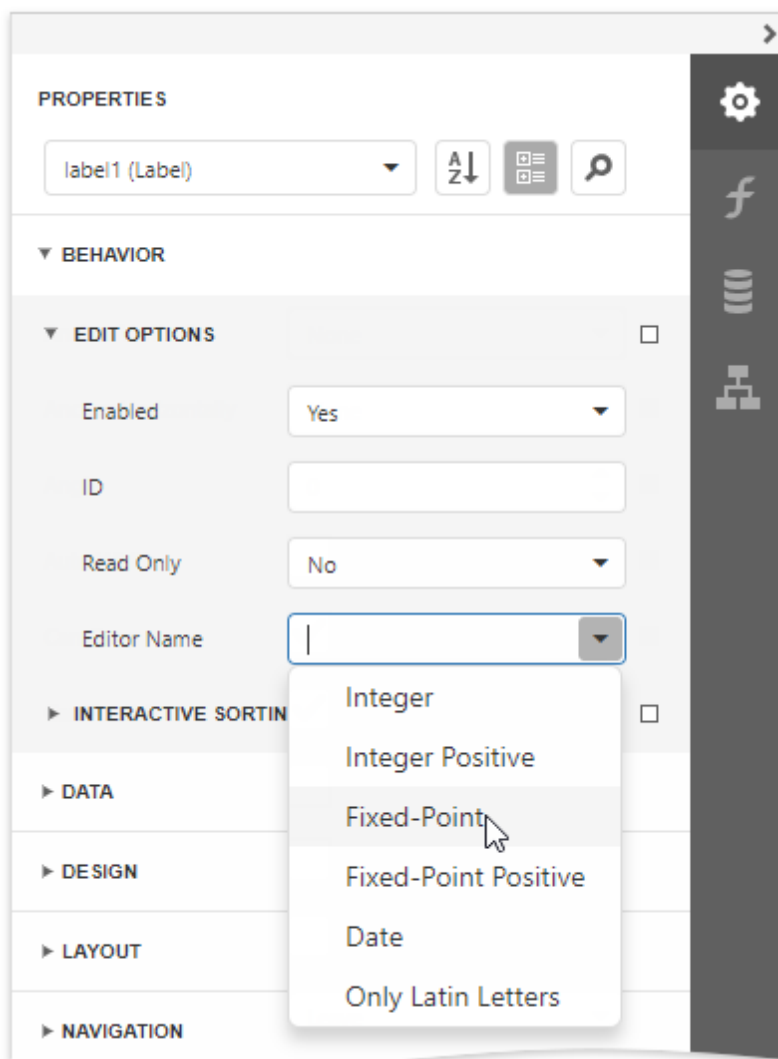 PROPERTIES
label1 (Label)
A
Z
BEHAVIOR
EDIT OPTIONS
Enabled
Yes
ID
Read Only
No
Editor Name
Integer
INTERACTIVE SORTIN
Integer Positive
DATA
Fixed-Point
DESIGN
Fixed-Point Positive
LAYOUT
Date
Only Latin Letters
NAVIGATION